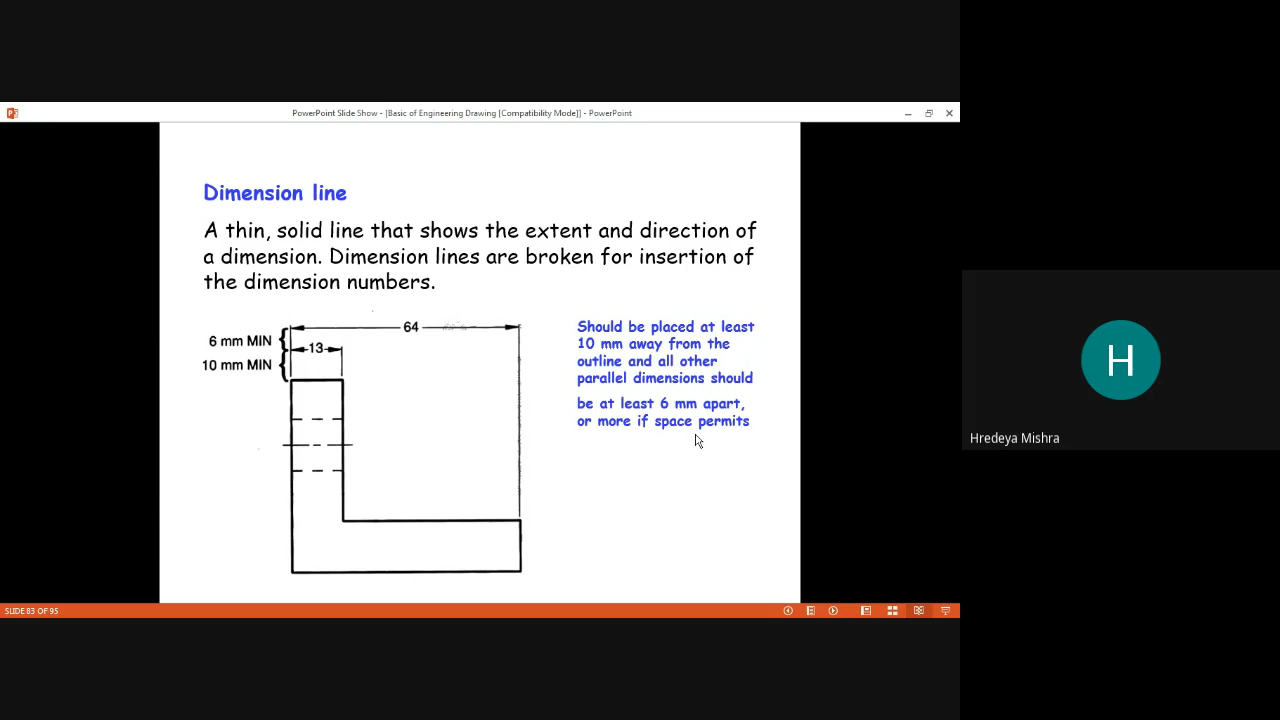 PowerPoint Slide Show - [Basic of Engineering Drawing [Compatibility Mode]] - PowerPoint
Dimension line
A thin, solid line that shows the extent and direction of
a dimension. Dimension lines are broken for insertion of
the dimension numbers.
64
6 mm MIN
13
10 mm MIN
Should be placed at least
10 mm away from the
outline and all other
parallel dimensions should
be at least 6 mm apart,
or more if space permits
H
Hredeya Mishra
SLIDE 83 OF 95